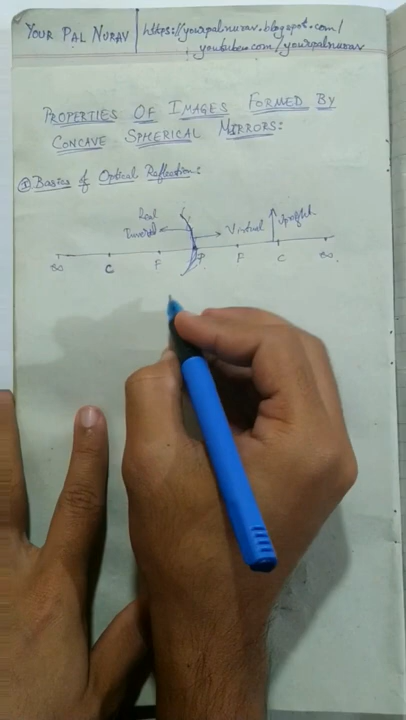 YOUR PAL NURAV
https://yourpalnurav.blogspot.com/
youtube.com/yourpalnurav
PROPERTIES OF IMAGES FORMED BY
CONCAVE SPHERICAL MIRRORS:
① Basics of Optical Reflection:
Real
Inverted
Virtual
Upright
∞ C F P F C ∞